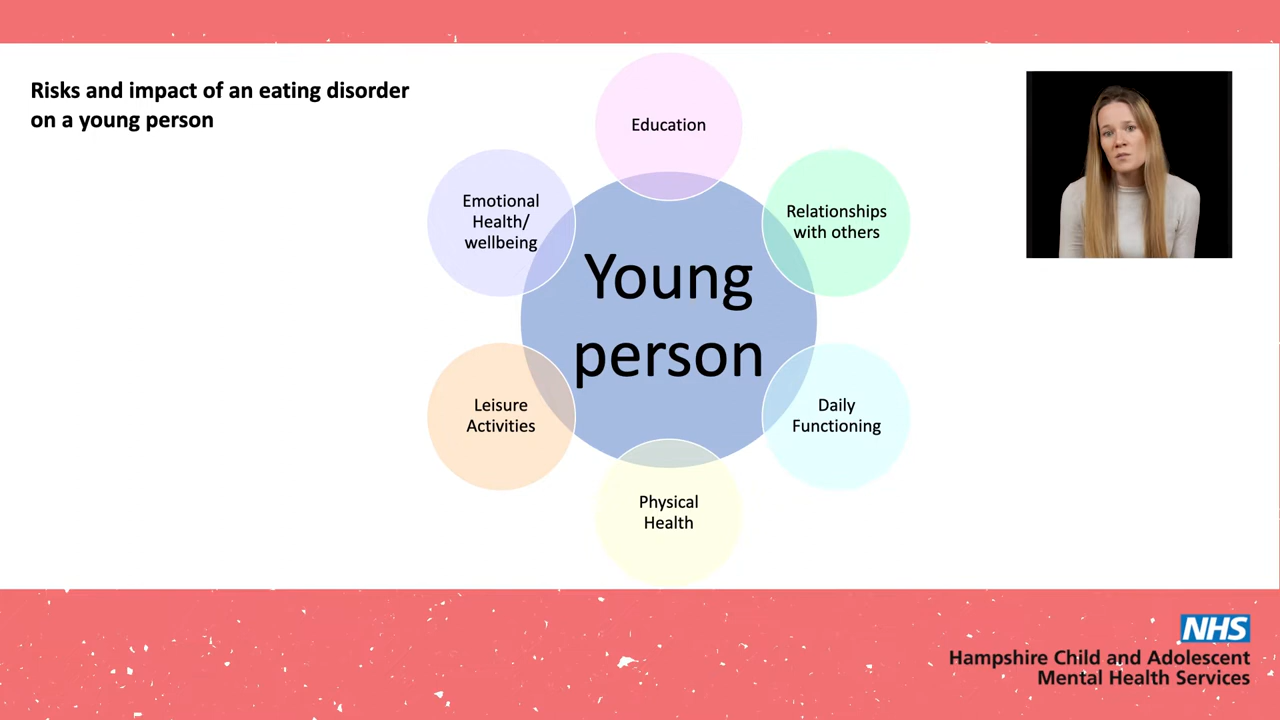 Risks and impact of an eating disorder
on a young person
Education
Emotional
Health/
wellbeing
Relationships
with others
Young
person
Leisure
Activities
Daily
Functioning
Physical
Health
NHS
Hampshire Child and Adolescent
Mental Health Services